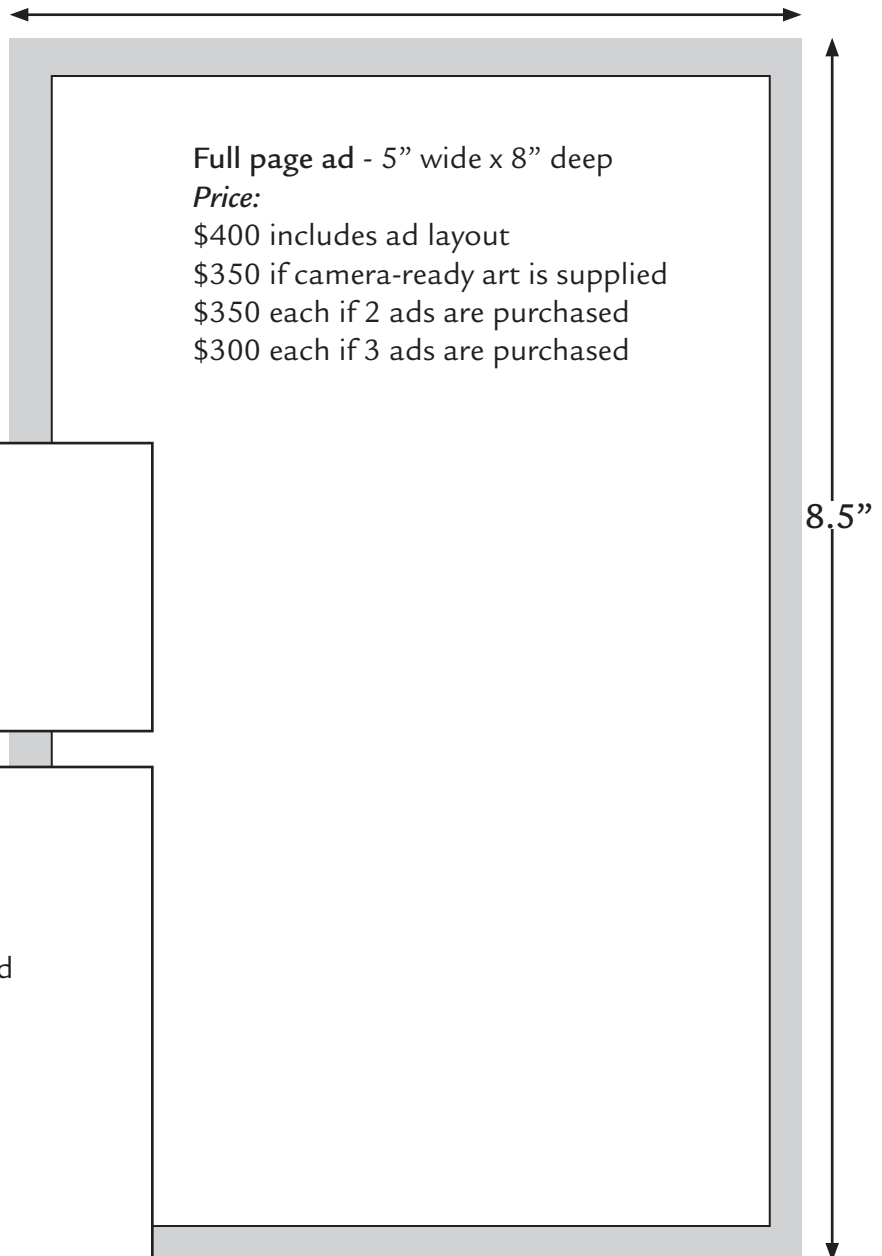 Full page ad - 5” wide x 8” deep
Price:
$400 includes ad layout
$350 if camera-ready art is supplied
$350 each if 2 ads are purchased
$300 each if 3 ads are purchased
8.5”